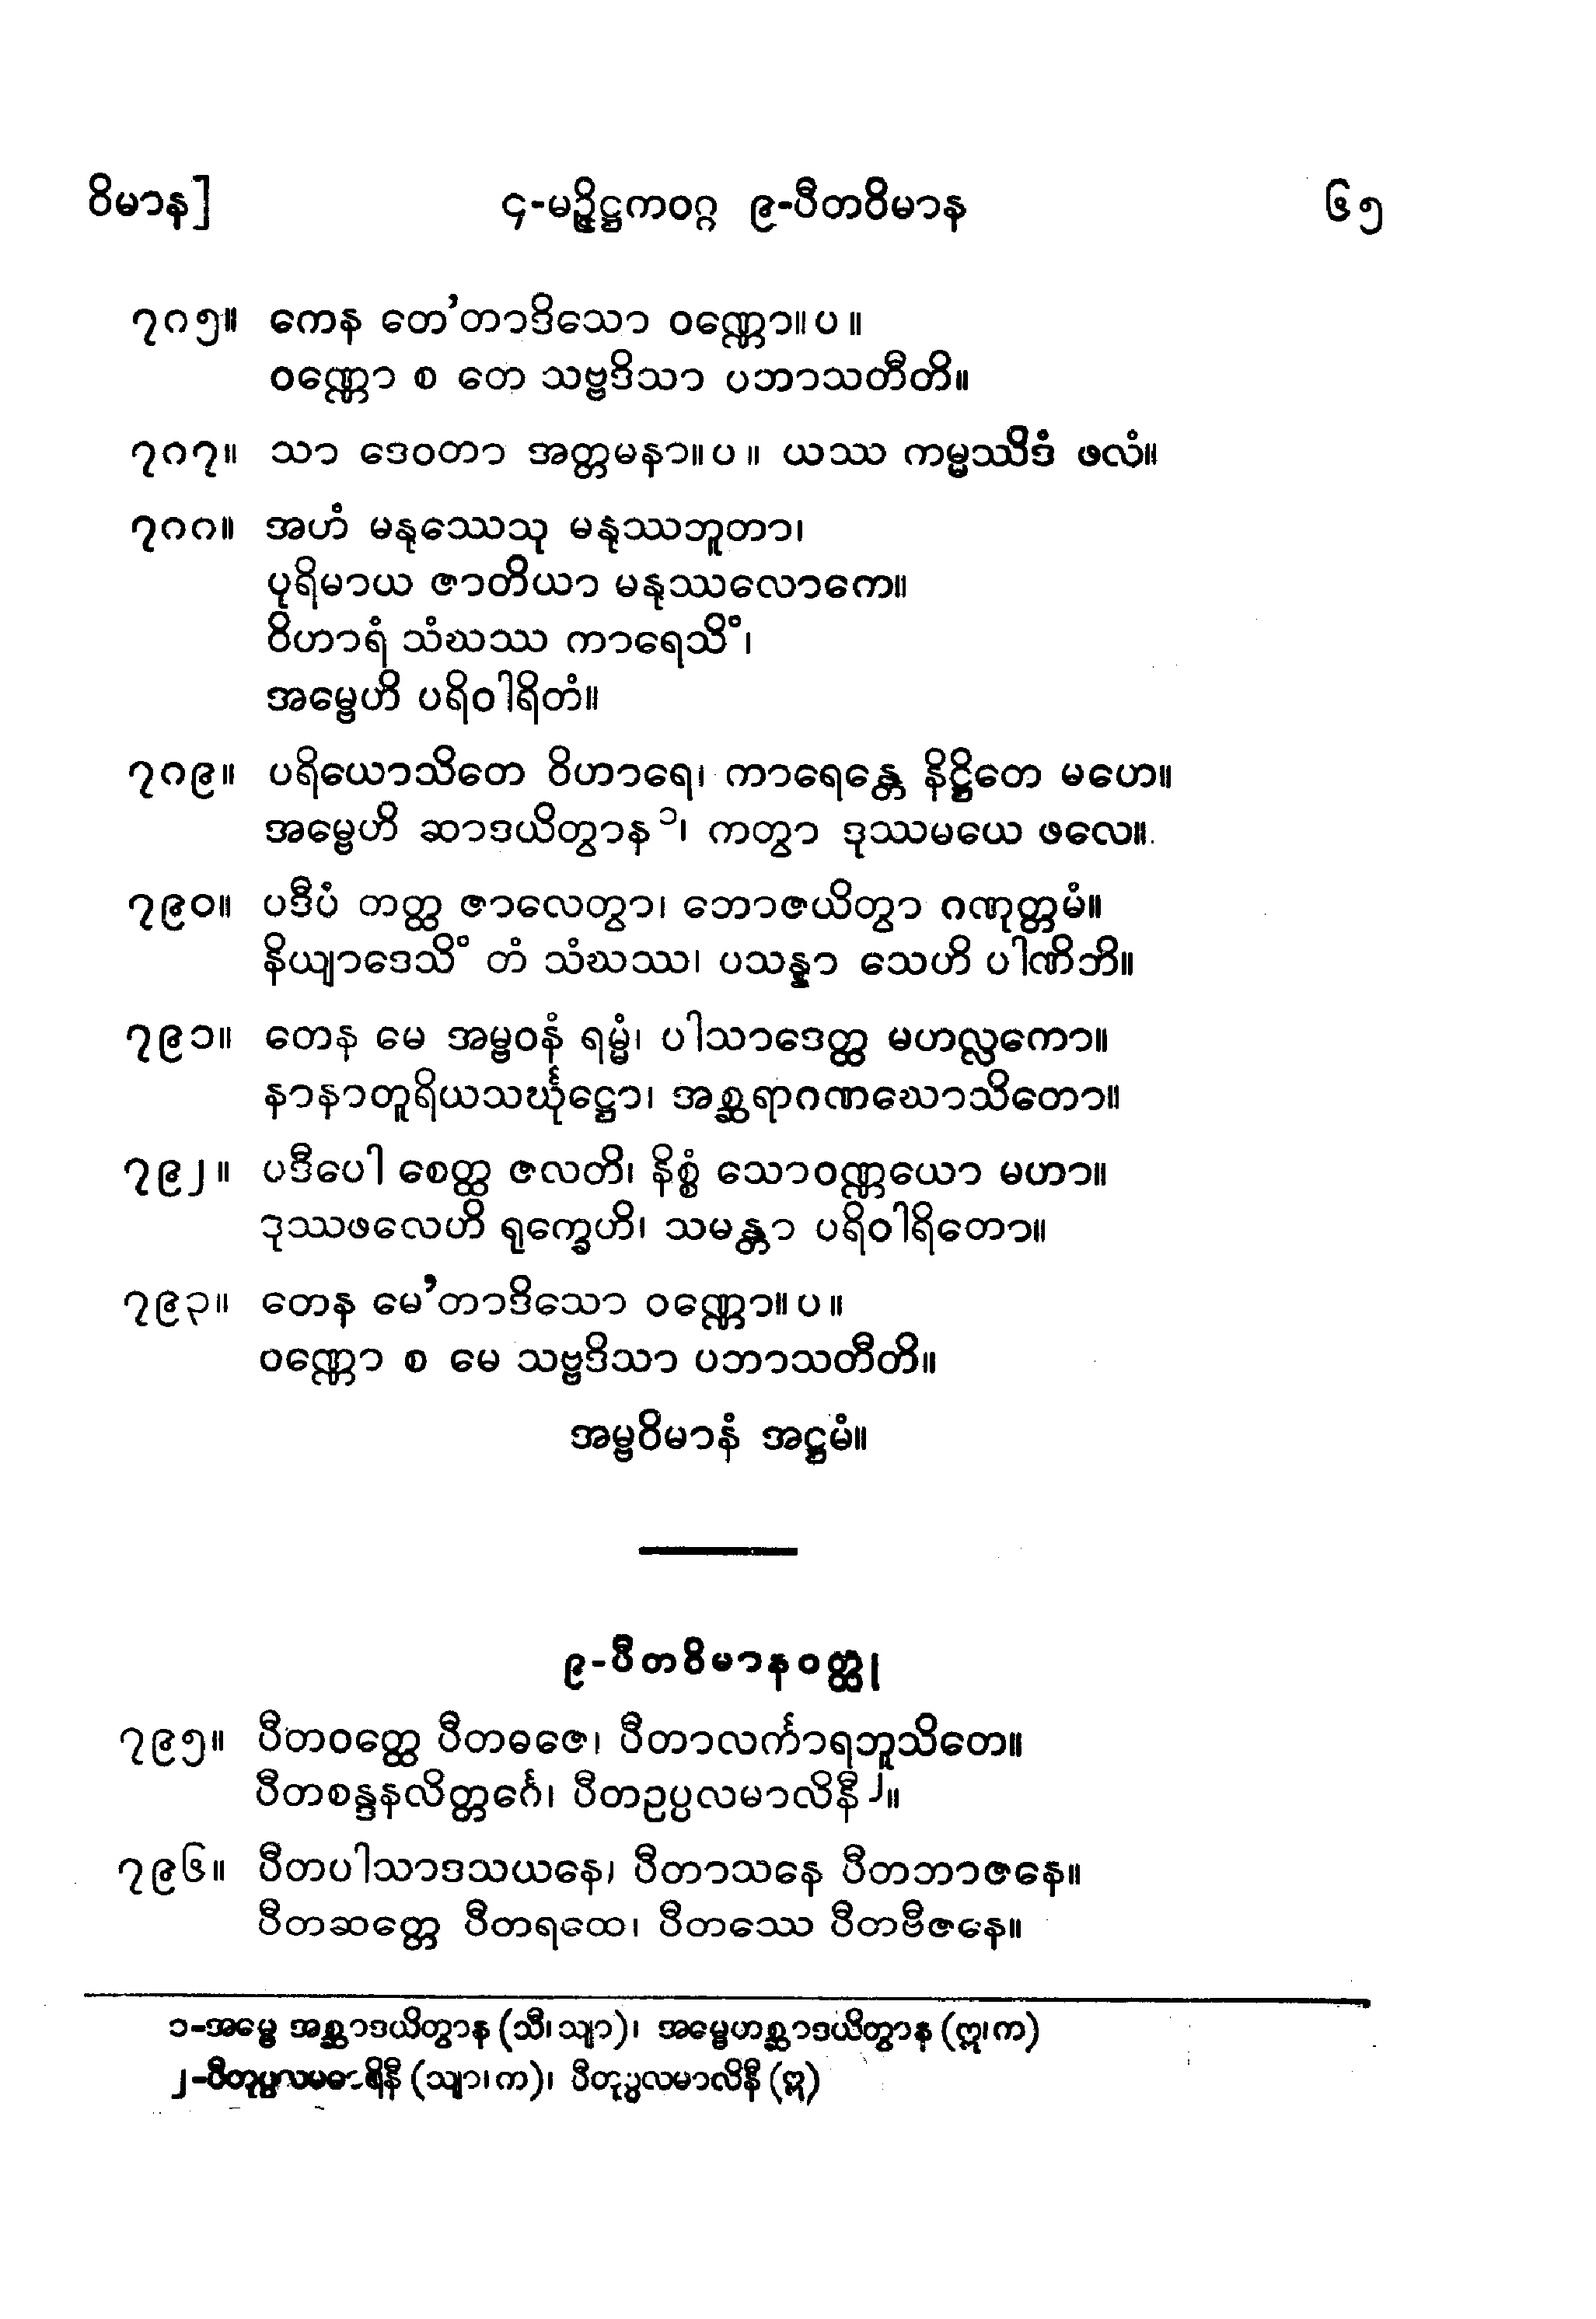 ဝိမာန]
၄-မဉ္ဇိဋ္ဌကဝဂ္ဂ ၉-ပီတဝိမာန
၆၅
၇၈၅။ ကေန တေ'တာဒိသော ဝဏ္ဏော။ပ။
ဝဏ္ဏော စ တေ သဗ္ဗဒိသာ ပဘာသတီတိ။
၇၈၇။ သာ ဒေဝတာ အတ္တမနာ။ပ။ ယဿ ကမ္မဿိဒံ ဖလံ။
၇၈၈။ အဟံ မနုဿေသု မနုဿဘူတာ၊
ပုရိမာယ ဇာတိယာ မနုဿလောကေ။
ဝိဟာရံ သံဃဿ ကာရေသိံ၊
အမ္ဗေဟိ ပရိဝါရိတံ။
၇၈၉။ ပရိယောသိတေ ဝိဟာရေ၊ ကာရေန္တေ နိဋ္ဌိတေ မဟေ။
အမ္ဗေဟိ ဆာဒယိတွာန၁၊ ကတွာ ဒုဿမယေ ဖလေ။
၇၉၀။ ပဒီပံ တတ္ထ ဇာလေတွာ၊ ဘောဇယိတွာ ဂဏုတ္တမံ။
နိယျာဒေသိံ တံ သံဃဿ၊ ပသန္နာ သေဟိ ပါဏိဘိ။
၇၉၁။ တေန မေ အမ္ဗဝနံ ရမ္မံ၊ ပါသာဒေတ္ထ မဟလ္လကော။
နာနာတူရိယသင်္ဃုဋ္ဌော၊ အစ္ဆရာဂဏဃောသိတော။
၇၉၂။ ပဒီပေါ စေတ္ထ ဇလတိ၊ နိစ္စံ သောဝဏ္ဏယော မဟာ။
ဒုဿဖလေဟိ ရုက္ခေဟိ၊ သမန္တာ ပရိဝါရိတော။
၇၉၃။ တေန မေ'တာဒိသော ဝဏ္ဏော။ပ။
ဝဏ္ဏော စ မေ သဗ္ဗဒိသာ ပဘာသတီတိ။
အမ္ဗဝိမာနံ အဋ္ဌမံ။
၉-ပီတဝိမာနဝတ္ထု
၇၉၅။ ပီတဝတ္ထေ ပီတဓဇေ၊ ပီတာလင်္ကာရဘူသိတေ။
ပီတစန္ဒနလိတ္တင်္ဂေ၊ ပီတဥပ္ပလမာလိနီ၂။
၇၉၆။ ပီတပါသာဒသယနေ၊ ပီတာသနေ ပီတဘာဇနေ။
ပီတဆတ္တေ ပီတရထေ၊ ပီတဿေ ပီတဗီဇနေ။
၁-အမ္ဗေ အစ္ဆာဒယိတွာန (သီ၊သျာ)၊ အမ္ဗေဟစ္ဆာဒယိတွာန (ဣ၊က)
၂-ပီတုပ္ပလမဓာရိနီ (သျာ၊က)၊ ပီတုပ္ပလမာလိနီ (ဣ)